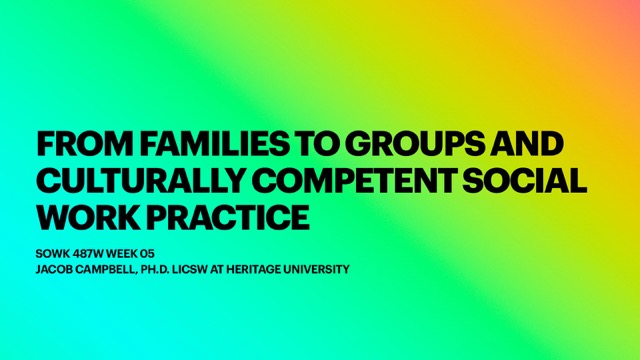 FROM FAMILIES TO GROUPS AND
CULTURALLY COMPETENT SOCIAL
WORK PRACTICE
SOWK 487W WEEK 05
JACOB CAMPBELL, PH.D. LICSW AT HERITAGE UNIVERSITY